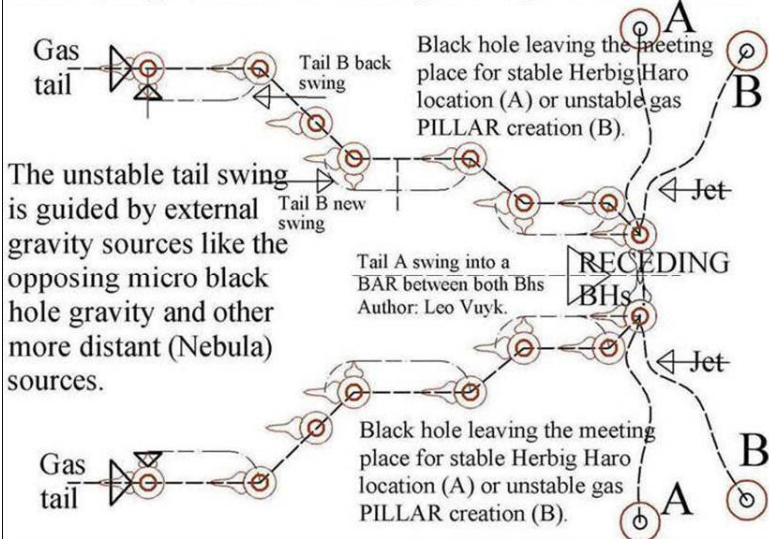 Gas
tail
Tail B back
swing
Black hole leaving the meeting
place for stable Herbig Haro
location (A) or unstable gas
PILLAR creation (B).
A
B
The unstable tail swing
is guided by external
gravity sources like the
opposing micro black
hole gravity and other
more distant (Nebula)
sources.
Tail B new
swing
Jet
Tail A swing into a
BAR between both Bhs
Author: Leo Vuyk.
RECEDING
BHs
Jet
Gas
tail
Black hole leaving the meeting
place for stable Herbig Haro
location (A) or unstable gas
PILLAR creation (B).
A
B